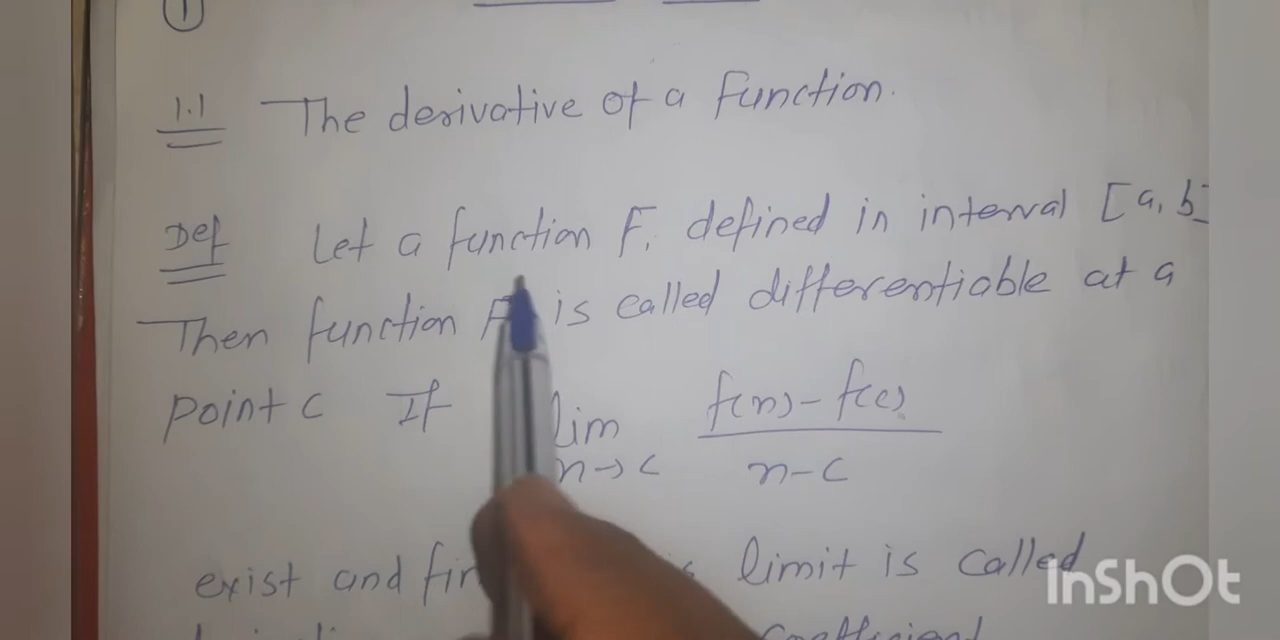 1
1.1 The derivative of a Function.
Def Let a function F, defined in interval [a, b]
Then function F is called differentiable at a
point c If lim n→c f(n)-f(c) / n-c
exist and limit is called
InShOt